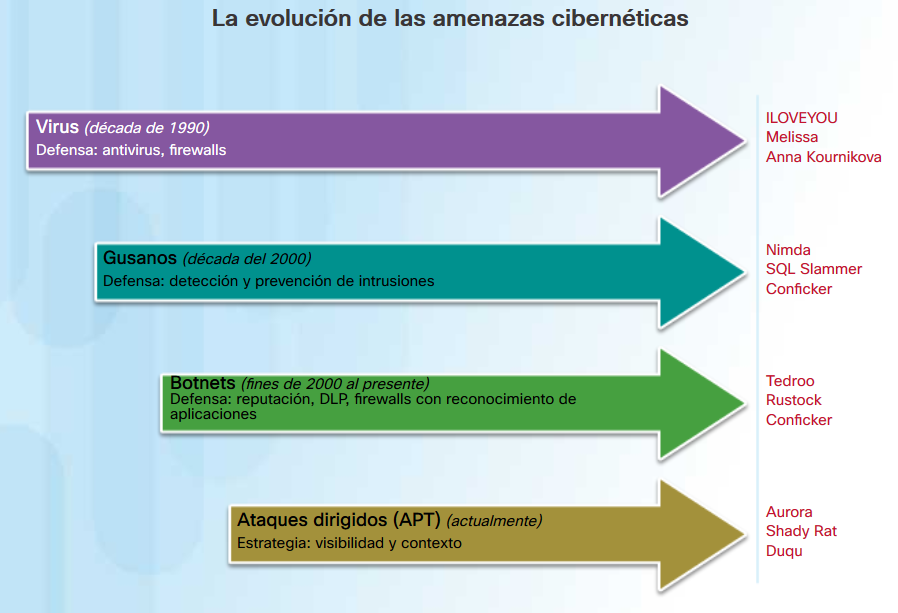 La evolución de las amenazas cibernéticas
Virus (década de 1990)
Defensa: antivirus, firewalls
ILOVEYOU
Melissa
Anna Kournikova
Gusanos (década del 2000)
Defensa: detección y prevención de intrusiones
Nimda
SQL Slammer
Conficker
Botnets (fines de 2000 al presente)
Defensa: reputación, DLP, firewalls con reconocimiento de
aplicaciones
Tedroo
Rustock
Conficker
Ataques dirigidos (APT) (actualmente)
Estrategia: visibilidad y contexto
Aurora
Shady Rat
Duqu